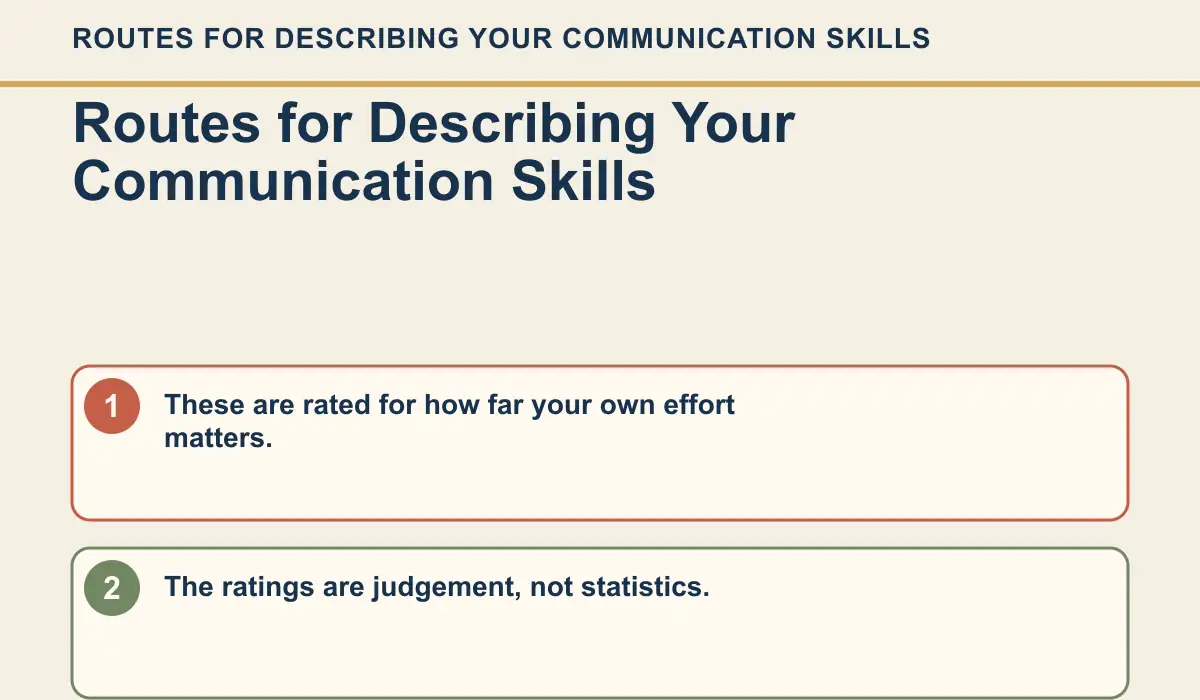 ROUTES FOR DESCRIBING YOUR COMMUNICATION SKILLS
Routes for Describing Your
Communication Skills
1
These are rated for how far your own effort
matters.
2
The ratings are judgement, not statistics.